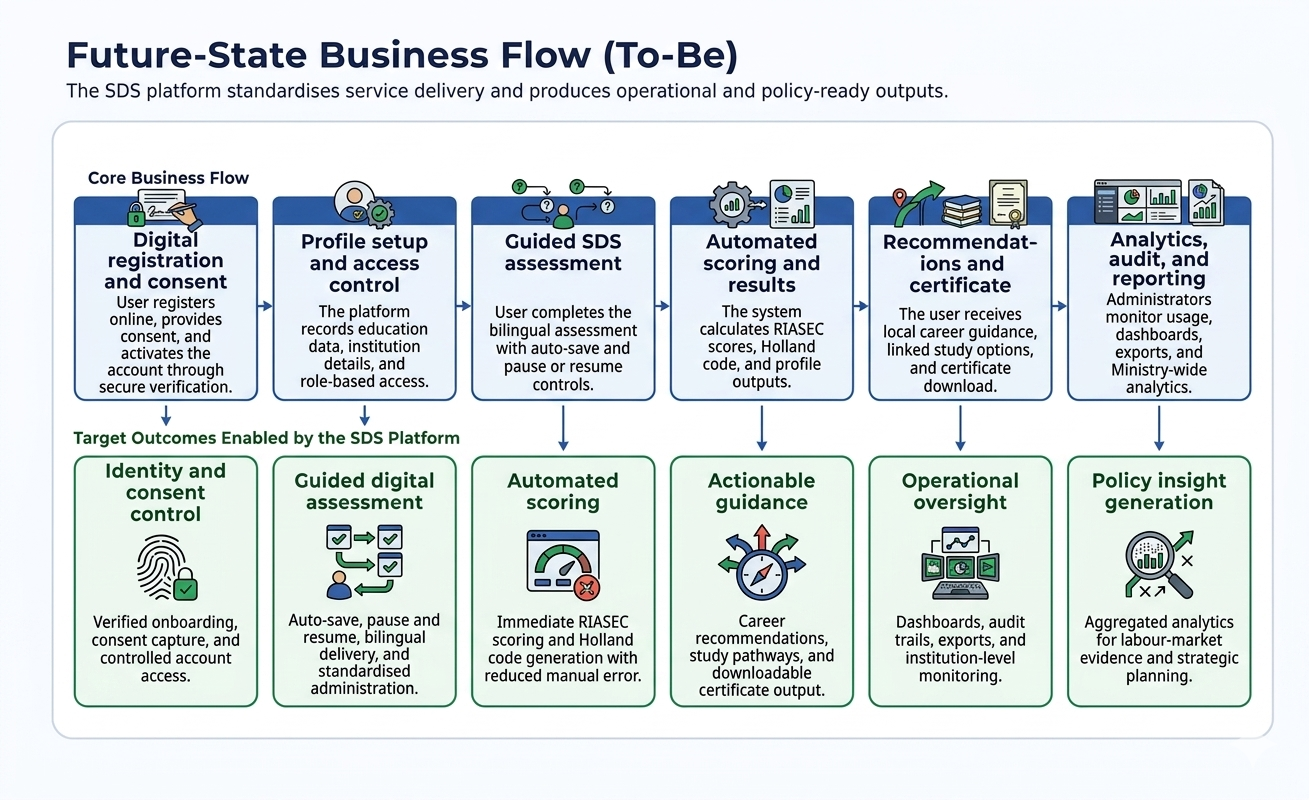 Future-State Business Flow (To-Be)
The SDS platform standardises service delivery and produces operational and policy-ready outputs.
Core Business Flow
Digital
registration
and consent
User registers
online, provides
consent, and
activates the
account through
secure verification.
Profile setup
and access
control
The platform
records education
data, institution
details, and
role-based access.
Guided SDS
assessment
User completes the
bilingual assessment
with auto-save and
pause or resume
controls.
Automated
scoring and
results
The system
calculates RIASEC
scores, Holland
code, and profile
outputs.
Recommendat-
ions and
certificate
The user receives
local career guidance,
linked study options,
and certificate
download.
Analytics,
audit, and
reporting
Administrators
monitor usage,
dashboards,
exports, and
Ministry-wide
analytics.
Target Outcomes Enabled by the SDS Platform
Identity and
consent
control
Verified onboarding,
consent capture, and
controlled account
access.
Guided digital
assessment
Auto-save, pause and
resume, bilingual
delivery, and
standardised
administration.
Automated
scoring
Immediate RIASEC
scoring and Holland
code generation with
reduced manual error.
Actionable
guidance
Career
recommendations,
study pathways, and
downloadable
certificate output.
Operational
oversight
Dashboards, audit
trails, exports, and
institution-level
monitoring.
Policy insight
generation
Aggregated analytics
for labour-market
evidence and strategic
planning.